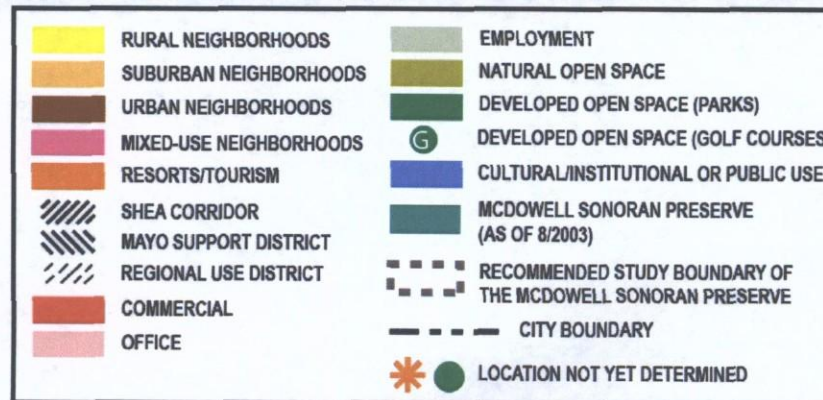 RURAL NEIGHBORHOODS
SUBURBAN NEIGHBORHOODS
URBAN NEIGHBORHOODS
MIXED-USE NEIGHBORHOODS
RESORTS/TOURISM
SHEA CORRIDOR
MAYO SUPPORT DISTRICT
REGIONAL USE DISTRICT
COMMERCIAL
OFFICE
EMPLOYMENT
NATURAL OPEN SPACE
DEVELOPED OPEN SPACE (PARKS)
G DEVELOPED OPEN SPACE (GOLF COURSES
CULTURAL/INSTITUTIONAL OR PUBLIC USE
MCDOWELL SONORAN PRESERVE
(AS OF 8/2003)
RECOMMENDED STUDY BOUNDARY OF
THE MCDOWELL SONORAN PRESERVE
CITY BOUNDARY
LOCATION NOT YET DETERMINED